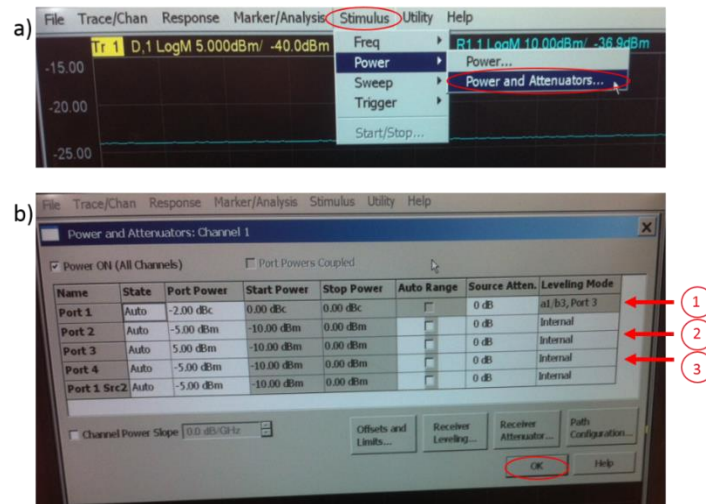 a)
File Trace/Chan Response Marker/Analysis Stimulus Utility Help
Tr 1 D,1 LogM 5.000dBm/ -40.0dBm
R1,1 LogM 10.00dBm/ -36.9dBm
Freq
Power
Sweep
Trigger
Start/Stop...
Power...
Power and Attenuators...
-15.00
-20.00
-25.00
b)
File Trace/Chan Response Marker/Analysis Stimulus Utility Help
Power and Attenuators: Channel 1
Power ON (All Channels) Port Powers Coupled
Name State Port Power Start Power Stop Power Auto Range Source Atten. Leveling Mode
Port 1 Auto -2.00 dBc 0.00 dBc 0.00 dBc 0 dB a1/b3, Port 3 1
Port 2 Auto -5.00 dBm -10.00 dBm 0.00 dBm 0 dB Internal 2
Port 3 Auto 5.00 dBm -10.00 dBm 0.00 dBm 0 dB Internal
Port 4 Auto -5.00 dBm -10.00 dBm 0.00 dBm 0 dB Internal 3
Port 1 Src2 Auto -5.00 dBm -10.00 dBm 0.00 dBm 0 dB Internal
Channel Power Slope 0.0 dB/GHz
Offsets and Limits...
Receiver Leveling...
Receiver Attenuator...
Path Configuration...
OK Help